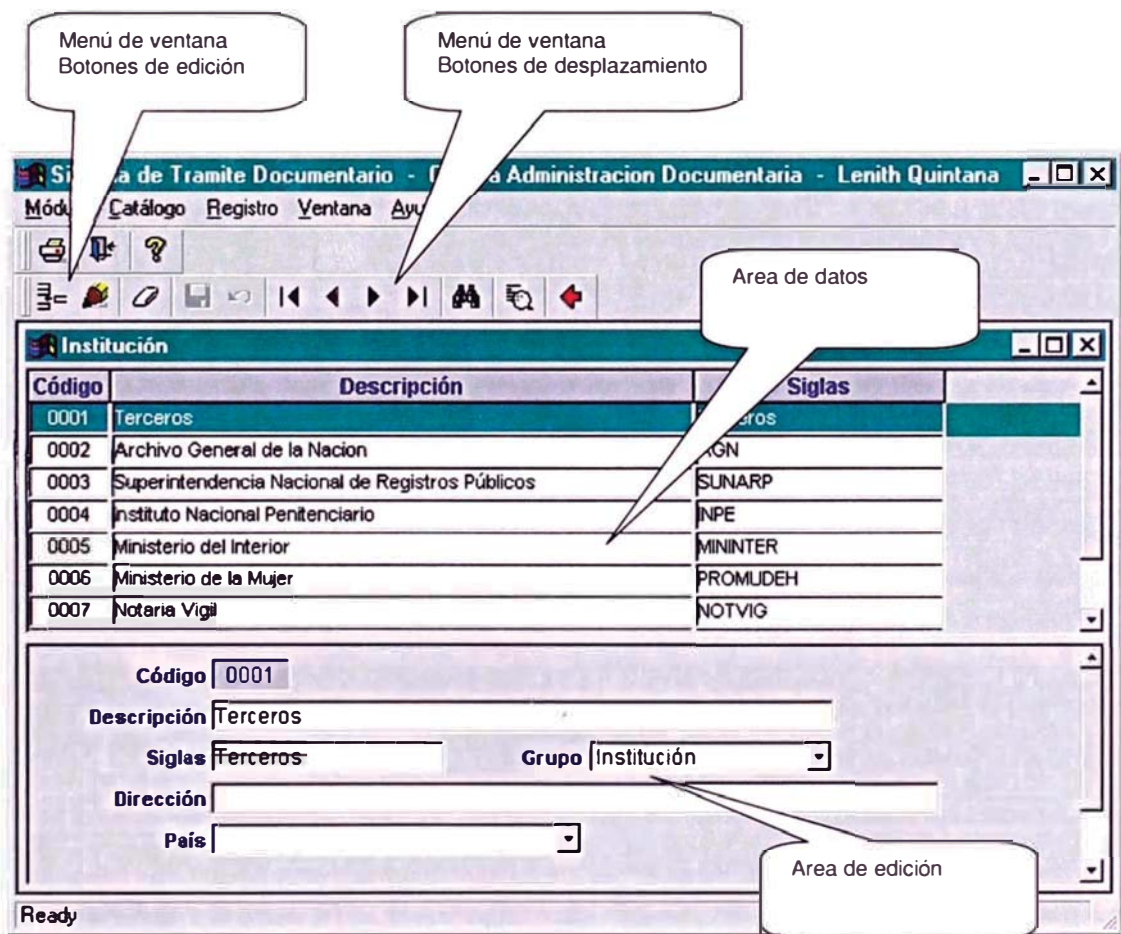 Menú de ventana
Botones de edición
Menú de ventana
Botones de desplazamiento
de Tramite Documentario - Administracion Documentaria - Lenith Quintana
Catálogo Registro Ventana
Area de datos
Institución
Código Descripción Siglas
0001 Terceros
0002 Archivo General de la Nacion AGN
0003 Superintendencia Nacional de Registros Públicos SUNARP
0004 Instituto Nacional Penitenciario INPE
0005 Ministerio del Interior MININTER
0006 Ministerio de la Mujer PROMUDEH
0007 Notaria Vigil NOTVIG
Código 0001
Descripción Terceros
Siglas Terceros Grupo Institución
Dirección
País
Area de edición
Ready